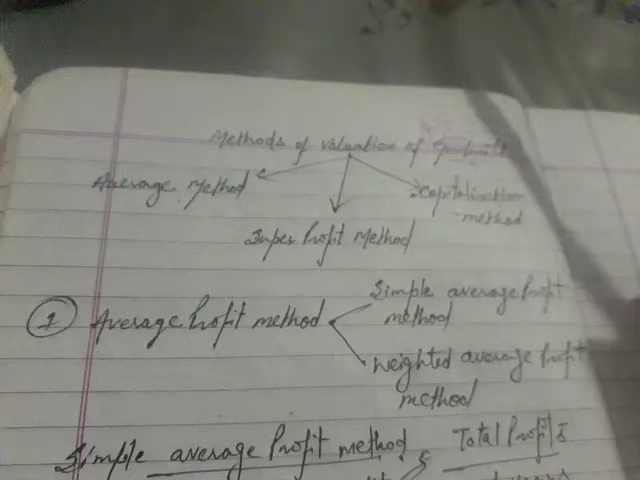 Methods of valuation of Goodwill
Average Method
Capitalisation
method
Super Profit Method
1 Average Profit method
Simple average Profit
method
Weighted average Profit
method
Simple average Profit method
Total Profits